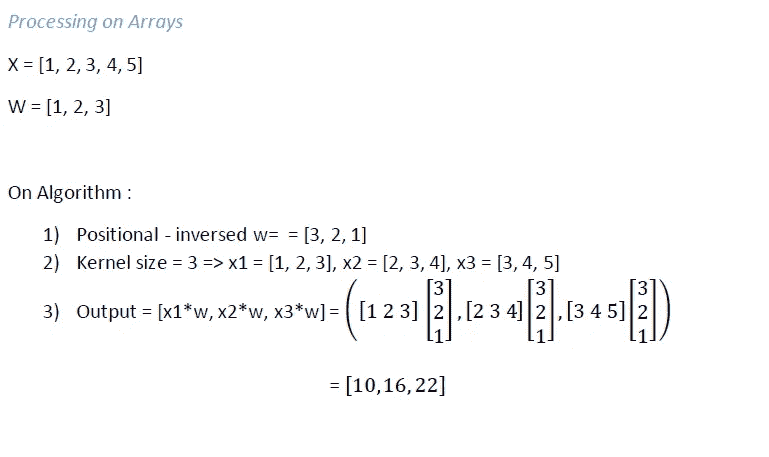 Processing on Arrays
X = [1, 2, 3, 4, 5]
W = [1, 2, 3]
On Algorithm :
1) Positional - inversed w= = [3, 2, 1]
2) Kernel size = 3 => x1 = [1, 2, 3], x2 = [2, 3, 4], x3 = [3, 4, 5]
3) Output = [x1*w, x2*w, x3*w] = ([1 2 3] [3 2 1], [2 3 4] [3 2 1], [3 4 5] [3 2 1])
= [10,16,22]